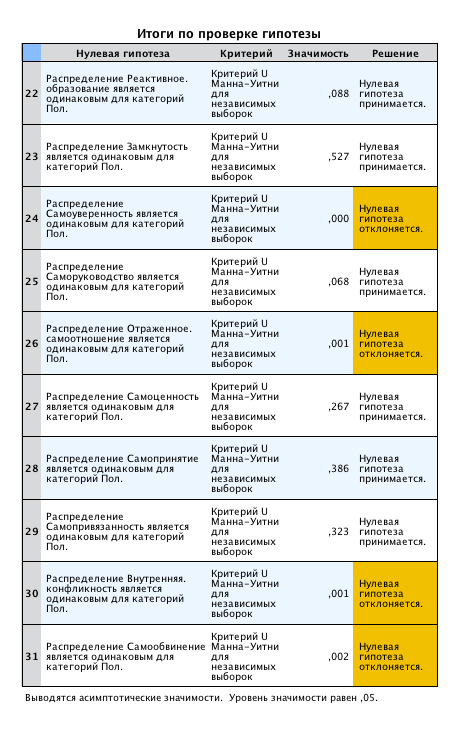 Итоги по проверке гипотезы
Нулевая гипотеза Критерий Значимость Решение
22 Распределение Реактивное. образование является одинаковым для категорий Пол. Критерий U Манна-Уитни для независимых выборок ,088 Нулевая гипотеза принимается.
23 Распределение Замкнутость является одинаковым для категорий Пол. Критерий U Манна-Уитни для независимых выборок ,527 Нулевая гипотеза принимается.
24 Распределение Самоуверенность является одинаковым для категорий Пол. Критерий U Манна-Уитни для независимых выборок ,000 Нулевая гипотеза отклоняется.
25 Распределение Саморуководство является одинаковым для категорий Пол. Критерий U Манна-Уитни для независимых выборок ,068 Нулевая гипотеза принимается.
26 Распределение Отраженное. самоотношение является одинаковым для категорий Пол. Критерий U Манна-Уитни для независимых выборок ,001 Нулевая гипотеза отклоняется.
27 Распределение Самоценность является одинаковым для категорий Пол. Критерий U Манна-Уитни для независимых выборок ,267 Нулевая гипотеза принимается.
28 Распределение Самопринятие является одинаковым для категорий Пол. Критерий U Манна-Уитни для независимых выборок ,386 Нулевая гипотеза принимается.
29 Распределение Самопривязанность является одинаковым для категорий Пол. Критерий U Манна-Уитни для независимых выборок ,323 Нулевая гипотеза принимается.
30 Распределение Внутренняя. конфликность является одинаковым для категорий Пол. Критерий U Манна-Уитни для независимых выборок ,001 Нулевая гипотеза отклоняется.
31 Распределение Самообвинение является одинаковым для категорий Пол. Критерий U Манна-Уитни для независимых выборок ,002 Нулевая гипотеза отклоняется.
Выводятся асимптотические значимости. Уровень значимости равен ,05.